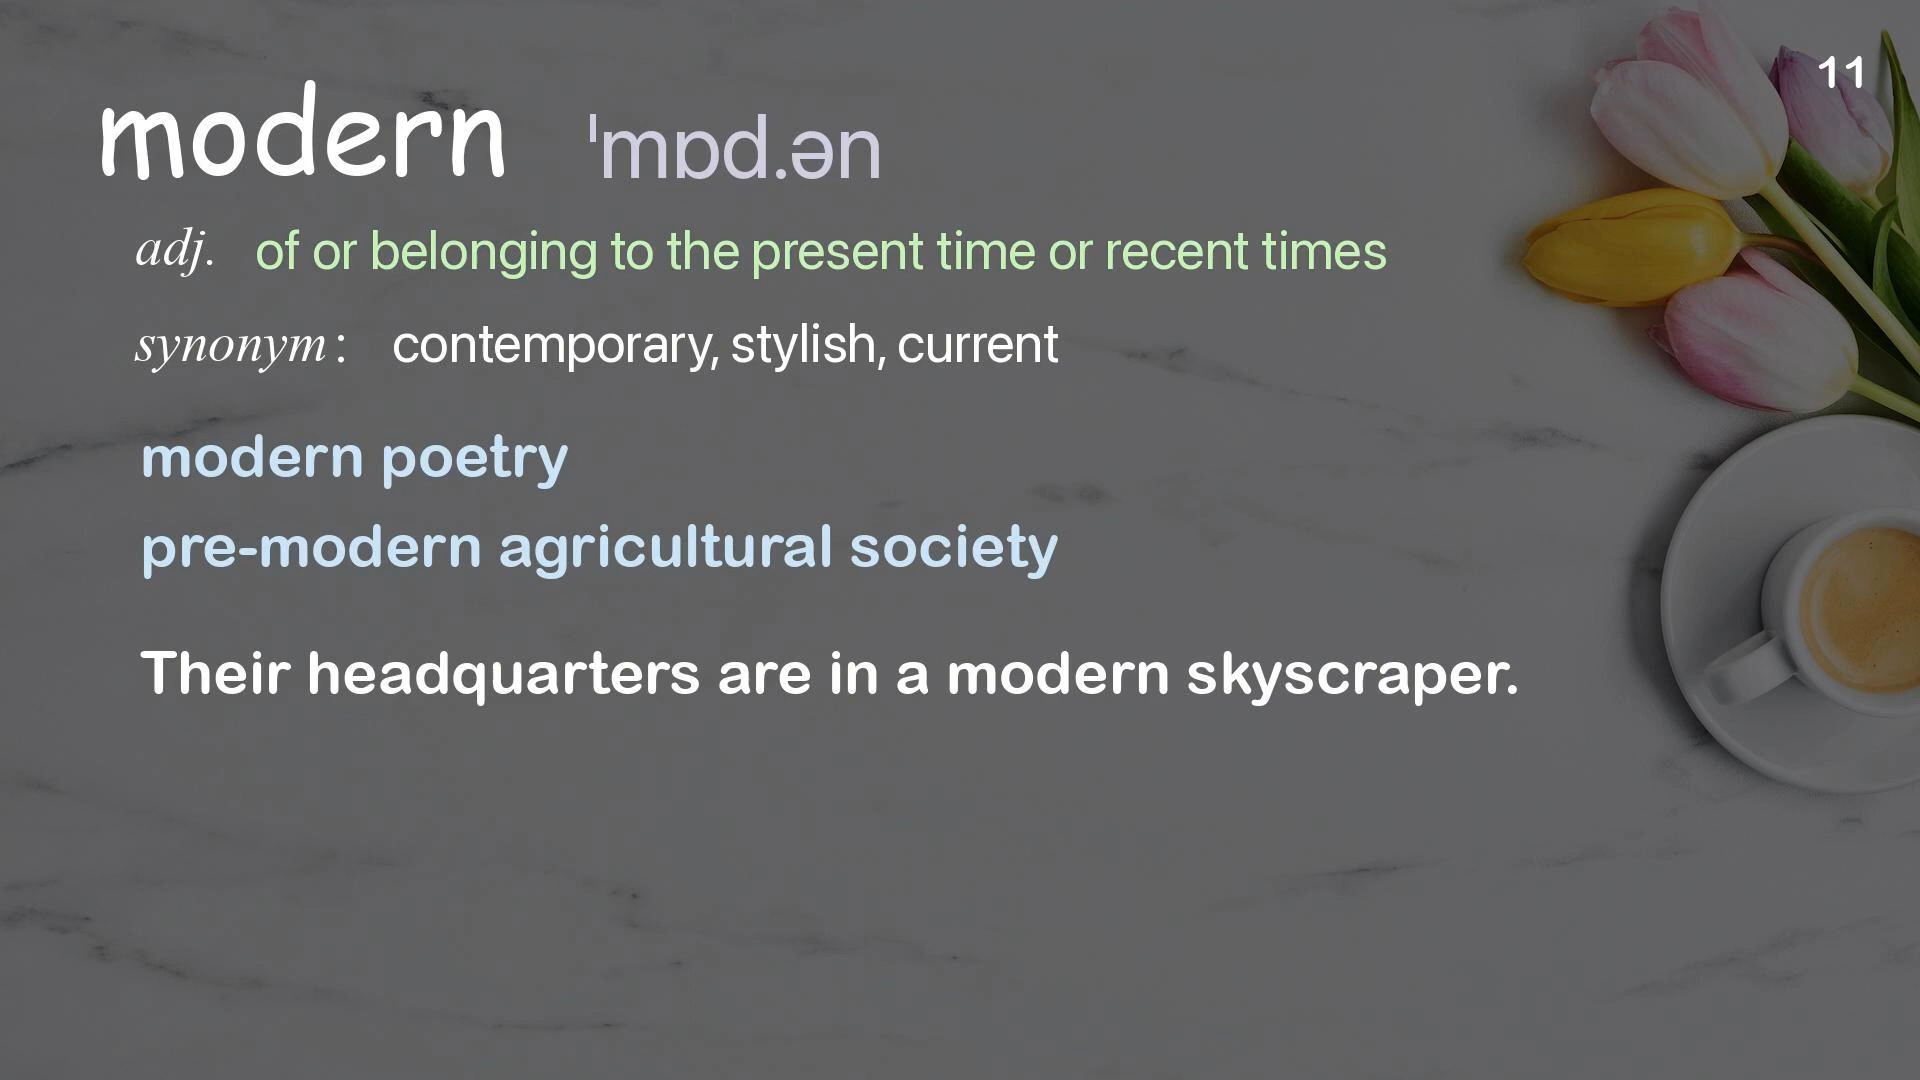 11
modern ˈmɒd.ən
adj. of or belonging to the present time or recent times
synonym: contemporary, stylish, current
modern poetry
pre-modern agricultural society
Their headquarters are in a modern skyscraper.